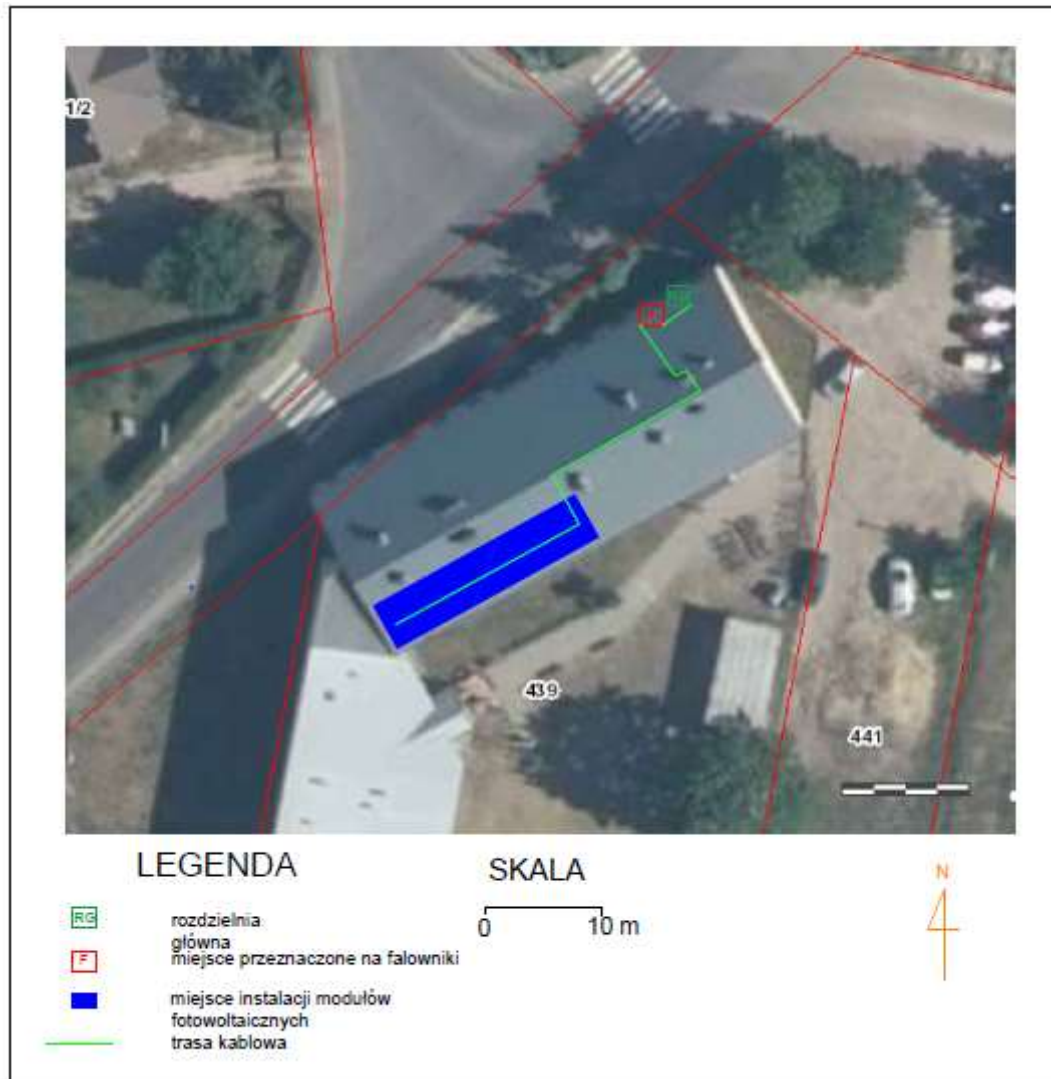 1/2
RG
F
439
441
LEGENDA
SKALA
N
RG
rozdzielnia
główna
0
10 m
F
miejsce przeznaczone na falowniki
miejsce instalacji modułów
fotowoltaicznych
trasa kablowa